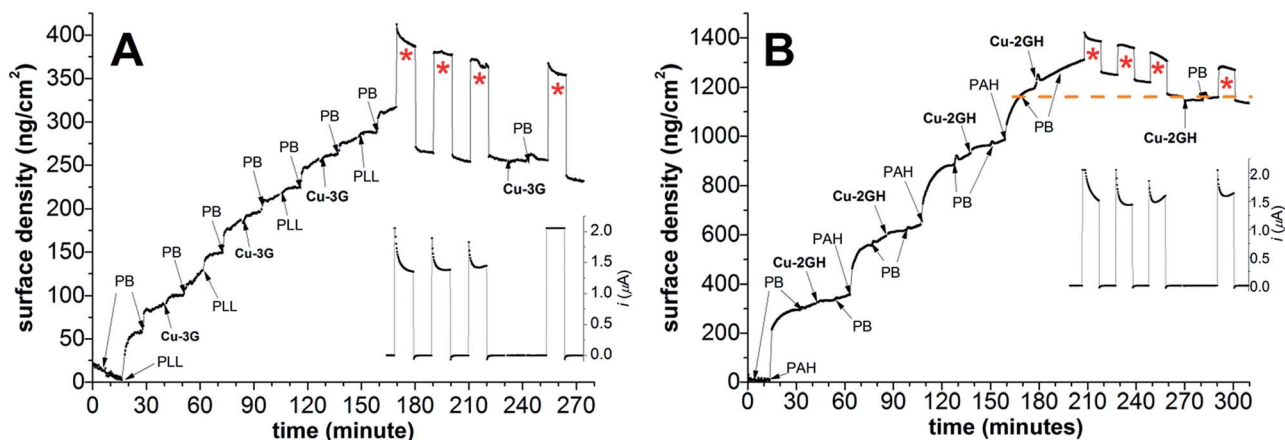 A
surface density (ng/cm²)
400
350
300
250
200
150
100
50
0
PB
PB
PB
PB
PB
PB
PLL
Cu-3G
PLL
Cu-3G
PLL
Cu-3G
PLL
Cu-3G
* * * *
2.0
1.5
1.0
0.5
0.0
i (μA)
0 30 60 90 120 150 180 210 240 270
time (minute)
B
surface density (ng/cm²)
1400
1200
1000
800
600
400
200
0
Cu-2GH
PAH
Cu-2GH
PAH
Cu-2GH
PAH
Cu-2GH
PB
PB
PB
PB
PB
PAH
PB
Cu-2GH
* * * *
2.0
1.5
1.0
0.5
0.0
i (μA)
0 30 60 90 120 150 180 210 240 270 300
time (minutes)